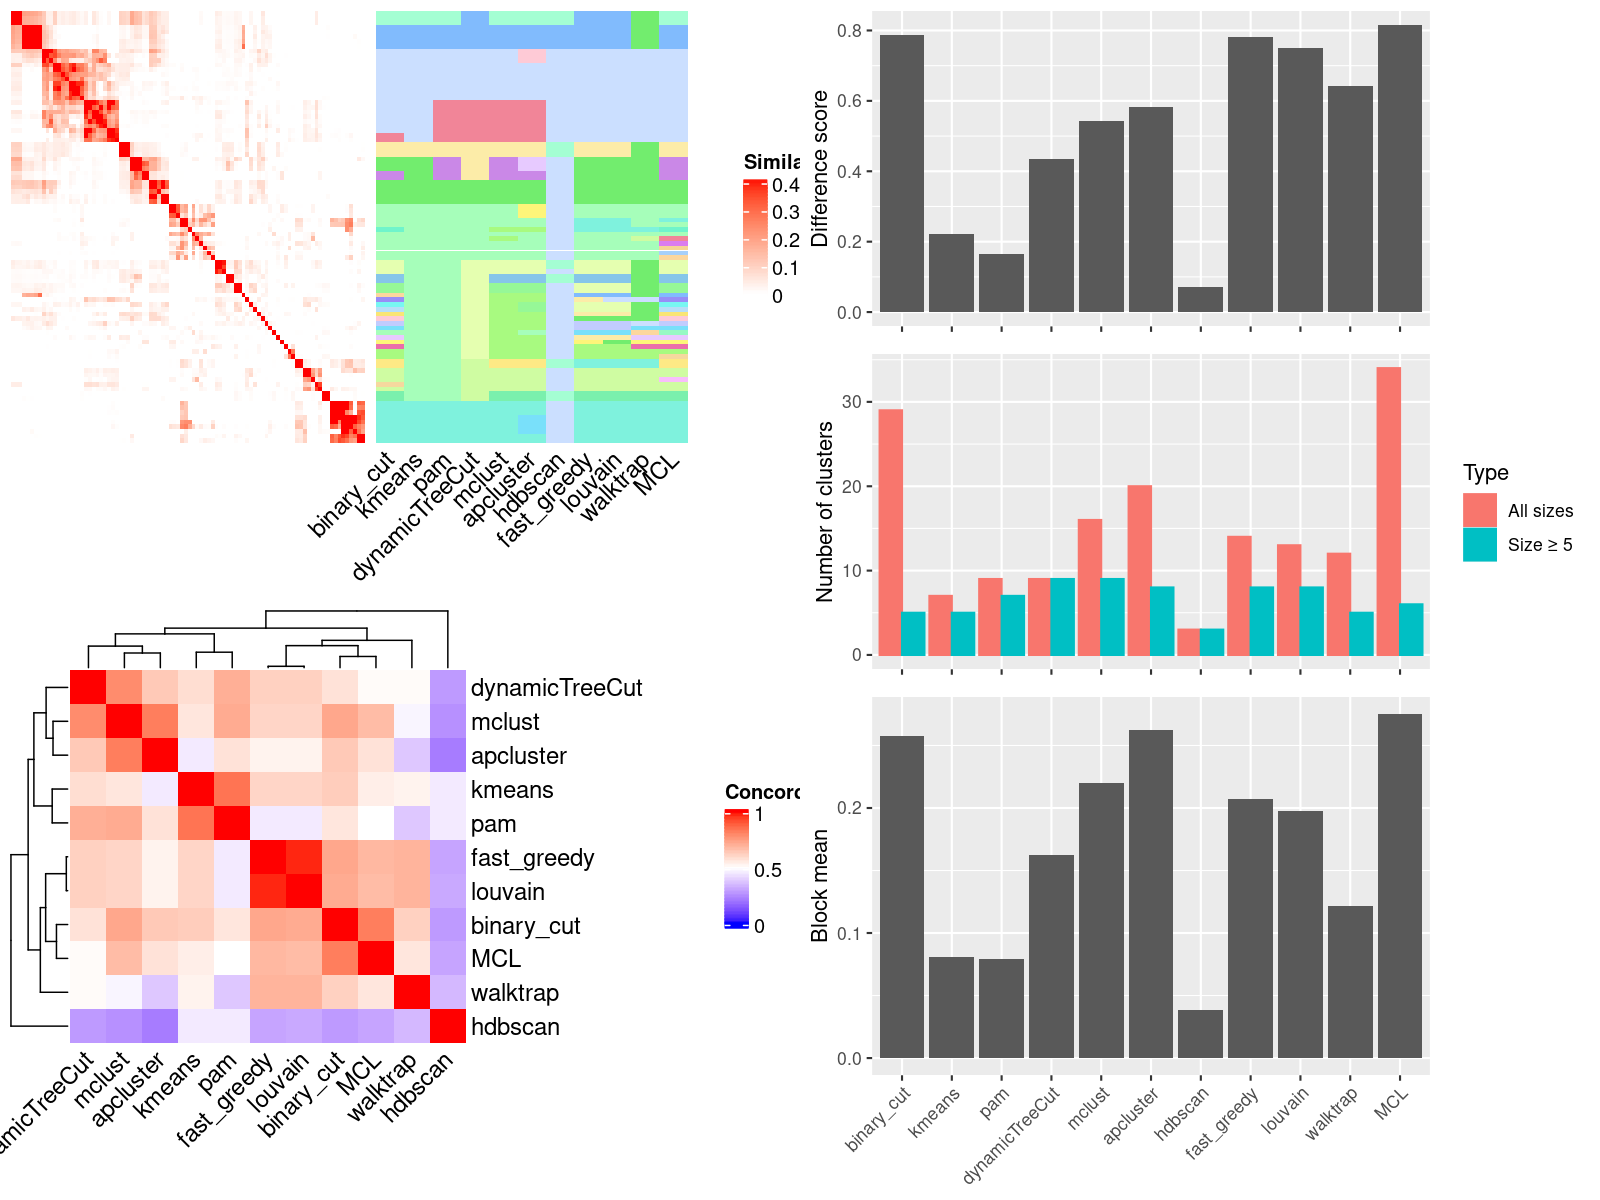 Simila
0.4
0.3
0.2
0.1
0
binary_cut
kmeans
pam
dynamicTreeCut
mclust
apcluster
hdbscan
fast_greedy
louvain
walktrap
MCL
dynamicTreeCut
mclust
apcluster
kmeans
pam
fast_greedy
louvain
binary_cut
MCL
walktrap
hdbscan
Concord
1
0.5
0
amicTreeCut
mclust
apcluster
kmeans
pam
fast_greedy
louvain
binary_cut
MCL
walktrap
hdbscan
Difference score
0.8
0.6
0.4
0.2
0.0
Number of clusters
30
20
10
0
Type
All sizes
Size ≥ 5
Block mean
0.2
0.1
0.0
binary_cut
kmeans
pam
dynamicTreeCut
mclust
apcluster
hdbscan
fast_greedy
louvain
walktrap
MCL